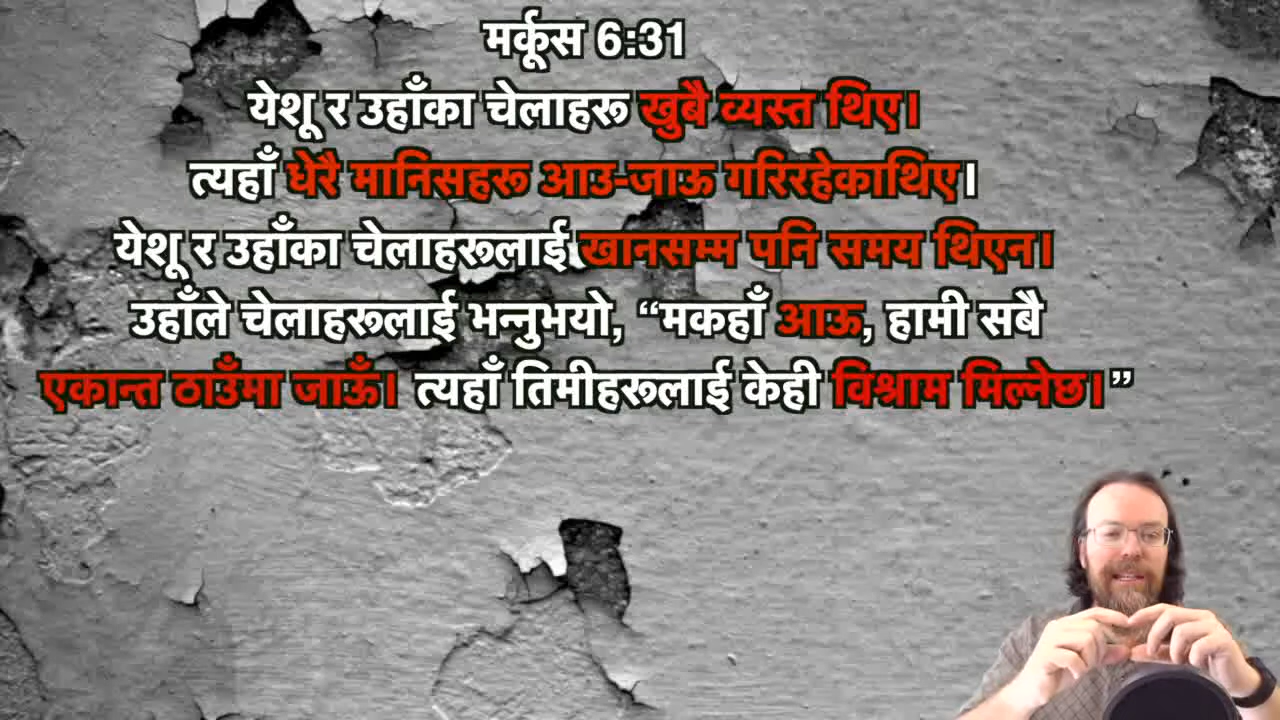 मर्कूस 6:31
येशू र उहाँका चेलाहरू खुबै व्यस्त थिए।
त्यहाँ धेरै मानिसहरू आउ-जाऊ गरिरहेकाथिए।
येशू र उहाँका चेलाहरूलाई खानसम्म पनि समय थिएन।
उहाँले चेलाहरूलाई भन्नुभयो, “मकहाँ आऊ, हामी सबै
एकान्त ठाउँमा जाऊँ। त्यहाँ तिमीहरूलाई केही विश्राम मिल्नेछ।”